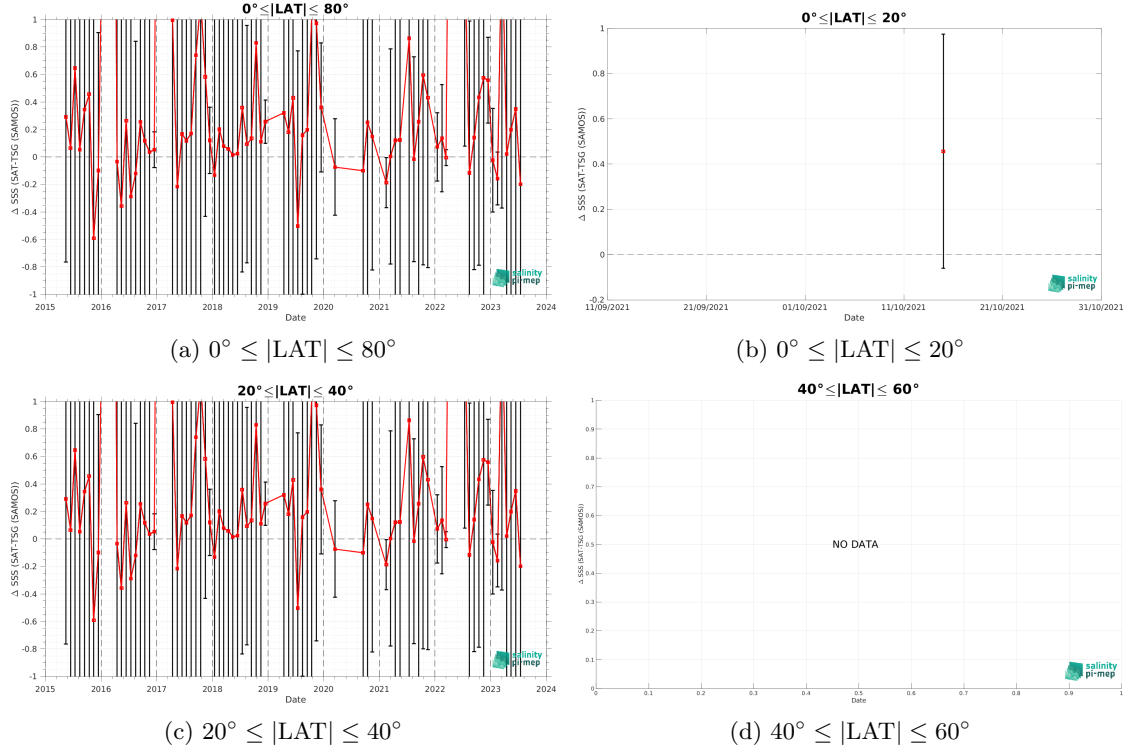 0°≤|LAT|≤ 80°
1
0.8
0.6
0.4
0.2
0
-0.2
-0.4
-0.6
-0.8
-1
Δ SSS (SAT-TSG (SAMOS))
2015 2016 2017 2018 2019 2020 2021 2022 2023 2024
Date
salinity
pi-mep
(a) 0° ≤ |LAT| ≤ 80°
0°≤|LAT|≤ 20°
1
0.8
0.6
0.4
0.2
0
-0.2
Δ SSS (SAT-TSG (SAMOS))
11/09/2021 21/09/2021 01/10/2021 11/10/2021 21/10/2021 31/10/2021
Date
salinity
pi-mep
(b) 0° ≤ |LAT| ≤ 20°
20°≤|LAT|≤ 40°
1
0.8
0.6
0.4
0.2
0
-0.2
-0.4
-0.6
-0.8
-1
Δ SSS (SAT-TSG (SAMOS))
2015 2016 2017 2018 2019 2020 2021 2022 2023 2024
Date
salinity
pi-mep
(c) 20° ≤ |LAT| ≤ 40°
40°≤|LAT|≤ 60°
1
0.9
0.8
0.7
0.6
0.5
0.4
0.3
0.2
0.1
0
Δ SSS (SAT-TSG (SAMOS))
NO DATA
0 0.1 0.2 0.3 0.4 0.5 0.6 0.7 0.8 0.9 1
Date
salinity
pi-mep
(d) 40° ≤ |LAT| ≤ 60°